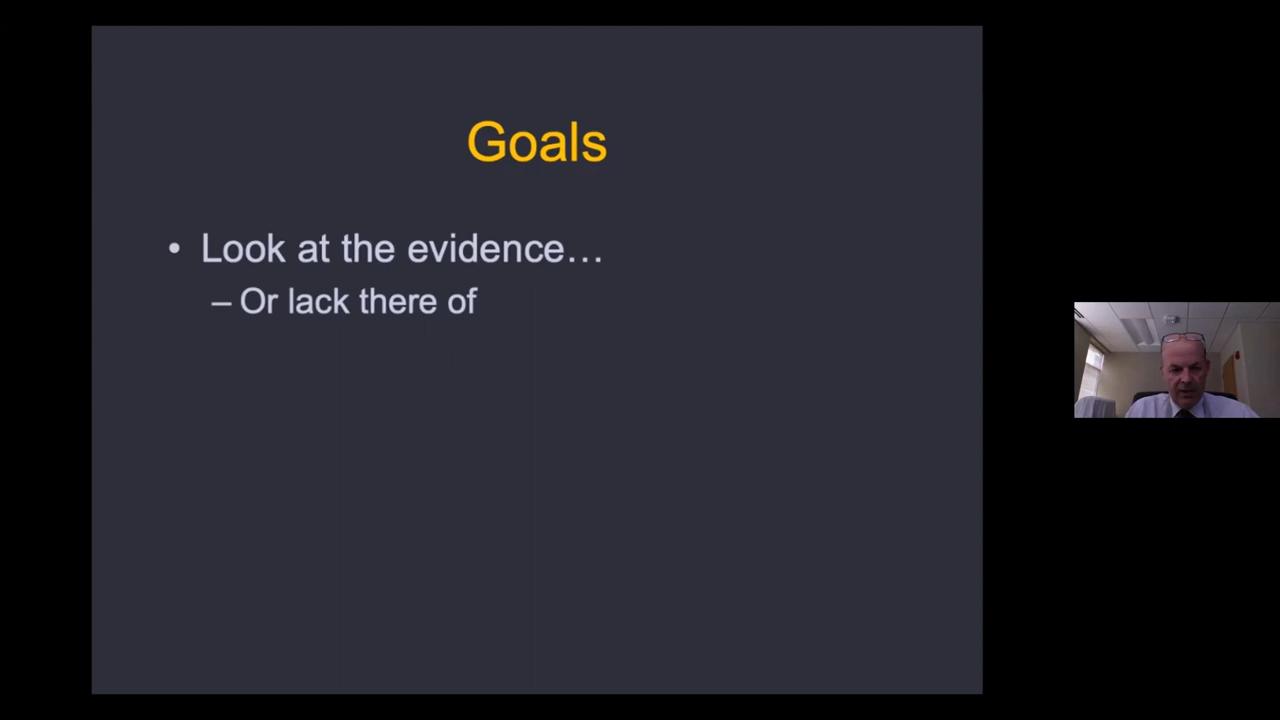 Goals
• Look at the evidence…
– Or lack there of